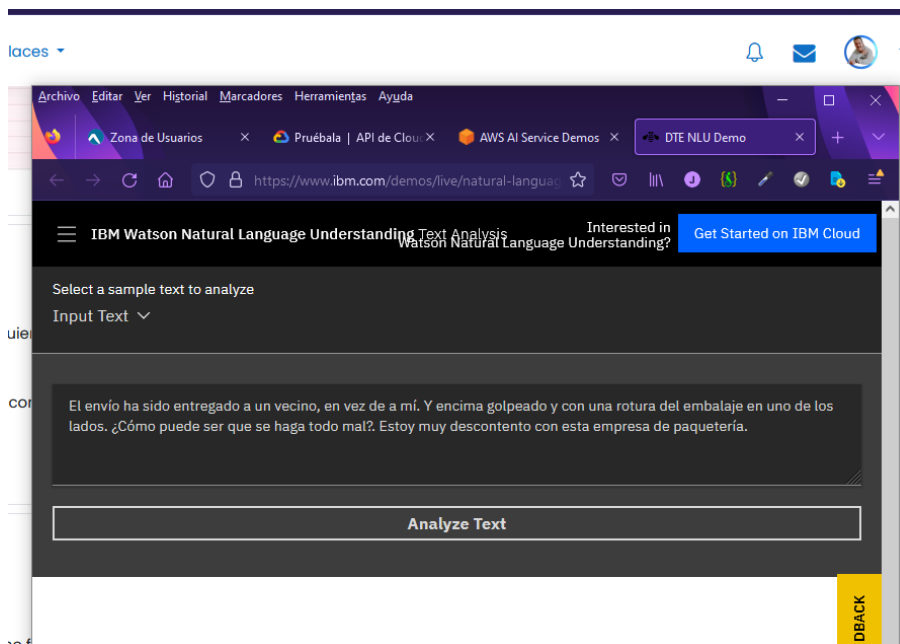 laces
Archivo Editar Ver Historial Marcadores Herramientas Ayuda
Zona de Usuarios
Pruébala | API de Clou
AWS AI Service Demos
DTE NLU Demo
https://www.ibm.com/demos/live/natural-languag
IBM Watson Natural Language Understanding Text Analysis
Interested in
Watson Natural Language Understanding?
Get Started on IBM Cloud
Select a sample text to analyze
Input Text
uier
cor
El envío ha sido entregado a un vecino, en vez de a mí. Y encima golpeado y con una rotura del embalaje en uno de los
lados. ¿Cómo puede ser que se haga todo mal?. Estoy muy descontento con esta empresa de paquetería.
Analyze Text
DBACK